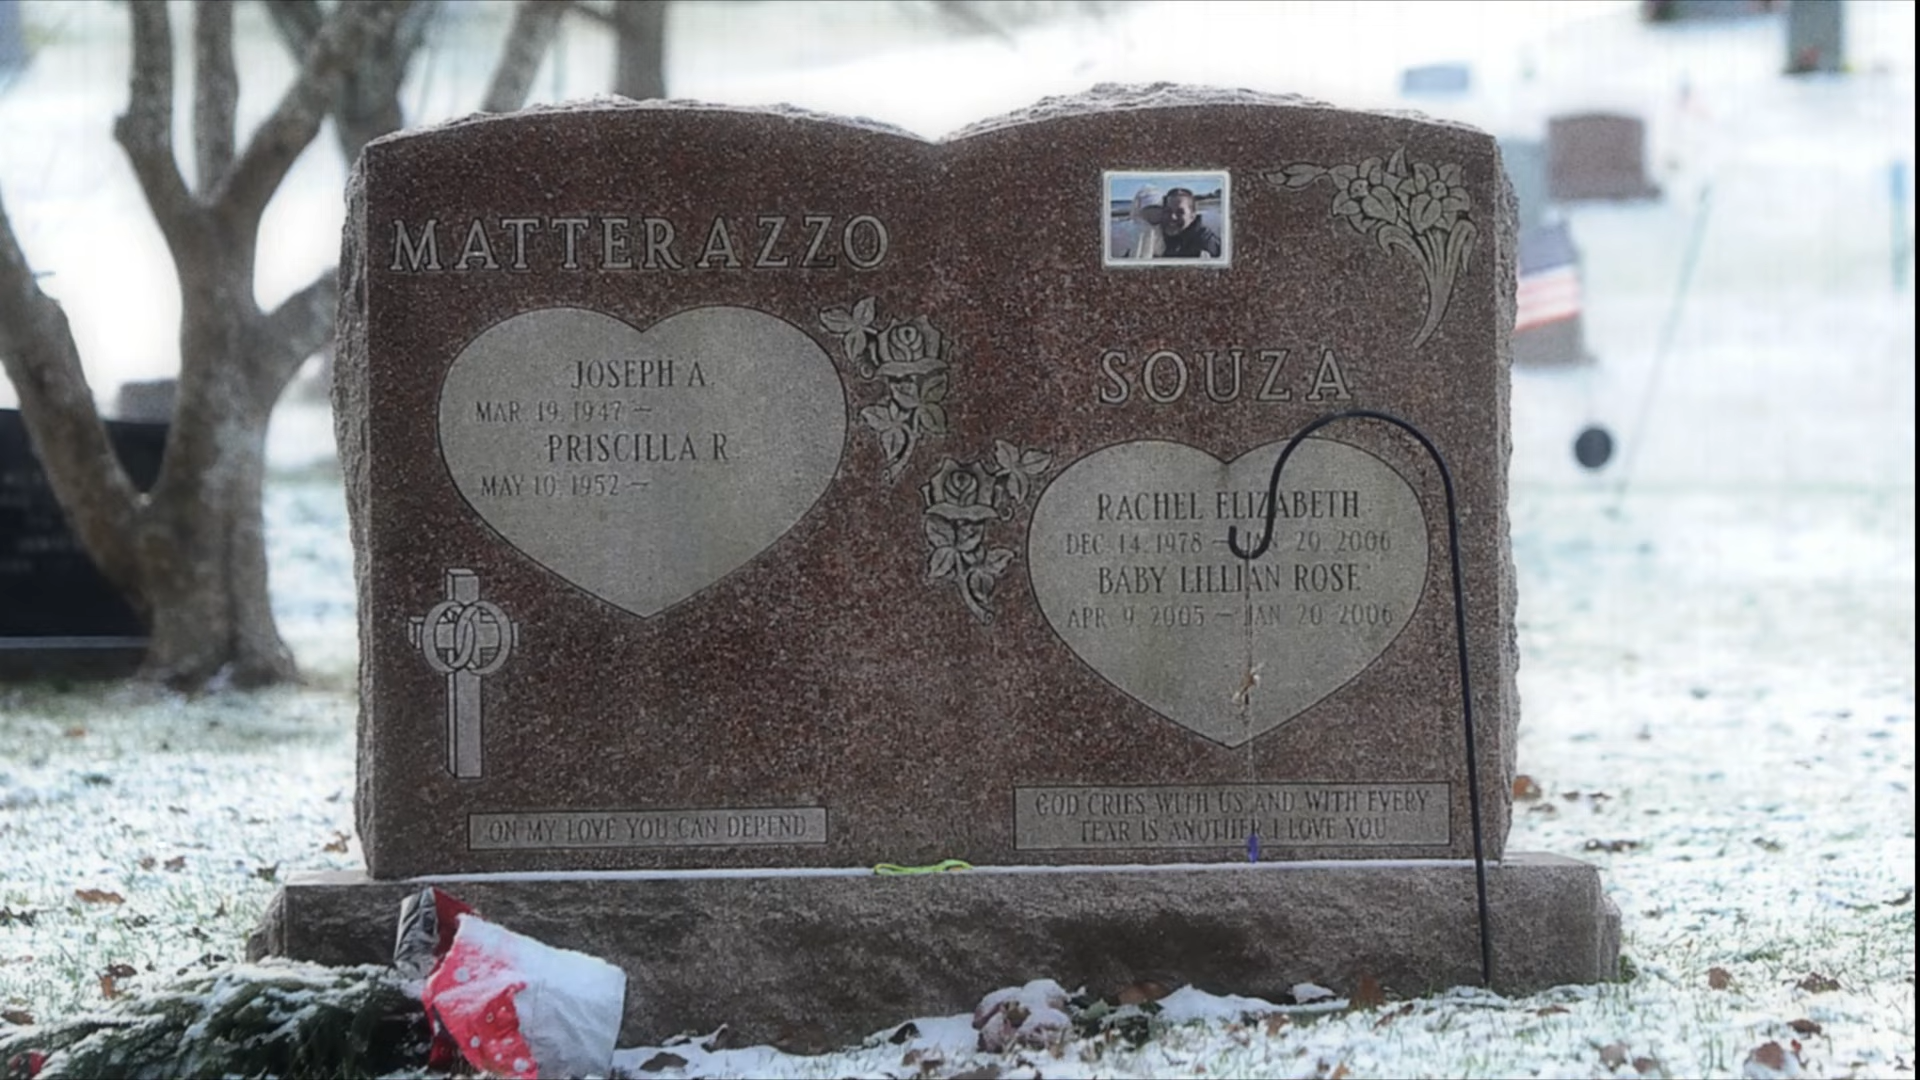 MATTERAZZO
JOSEPH A.
MAR. 19, 1947 –
PRISCILLA R.
MAY 10, 1952 –
ON MY LOVE YOU CAN DEPEND
SOUZA
RACHEL ELIZABETH
DEC. 14, 1978 – JAN. 20, 2006
BABY LILLIAN ROSE
APR. 9, 2005 – JAN. 20, 2006
GOD CRIES WITH US AND WITH EVERY
TEAR IS ANOTHER I LOVE YOU